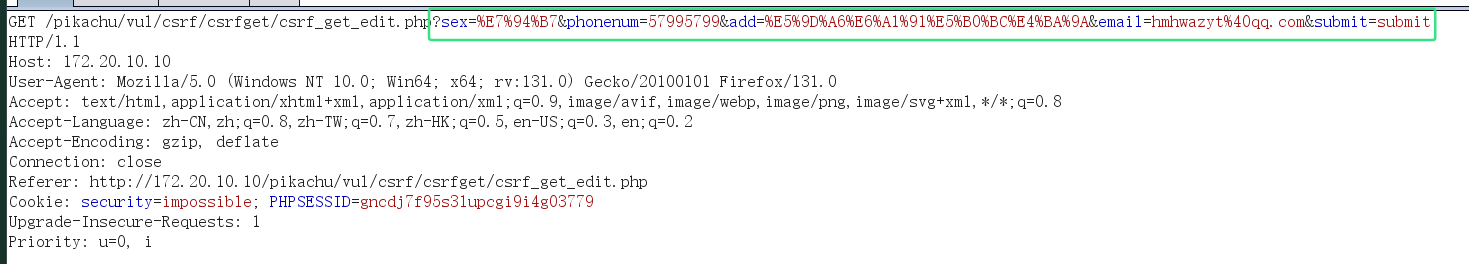 GET /pikachu/vul/csrf/csrfget/csrf_get_edit.php?sex=%E7%94%B7&phonenum=57995799&add=%E5%9D%A6%E6%A1%91%E5%B0%BC%E4%BA%9A&email=hmhwazyt%40qq.com&submit=submit
HTTP/1.1
Host: 172.20.10.10
User-Agent: Mozilla/5.0 (Windows NT 10.0; Win64; x64; rv:131.0) Gecko/20100101 Firefox/131.0
Accept: text/html,application/xhtml+xml,application/xml;q=0.9,image/avif,image/webp,image/png,image/svg+xml,*/*;q=0.8
Accept-Language: zh-CN,zh;q=0.8,zh-TW;q=0.7,zh-HK;q=0.5,en-US;q=0.3,en;q=0.2
Accept-Encoding: gzip, deflate
Connection: close
Referer: http://172.20.10.10/pikachu/vul/csrf/csrfget/csrf_get_edit.php
Cookie: security=impossible; PHPSESSID=gncdj7f95s3lupcgi9i4g03779
Upgrade-Insecure-Requests: 1
Priority: u=0, i